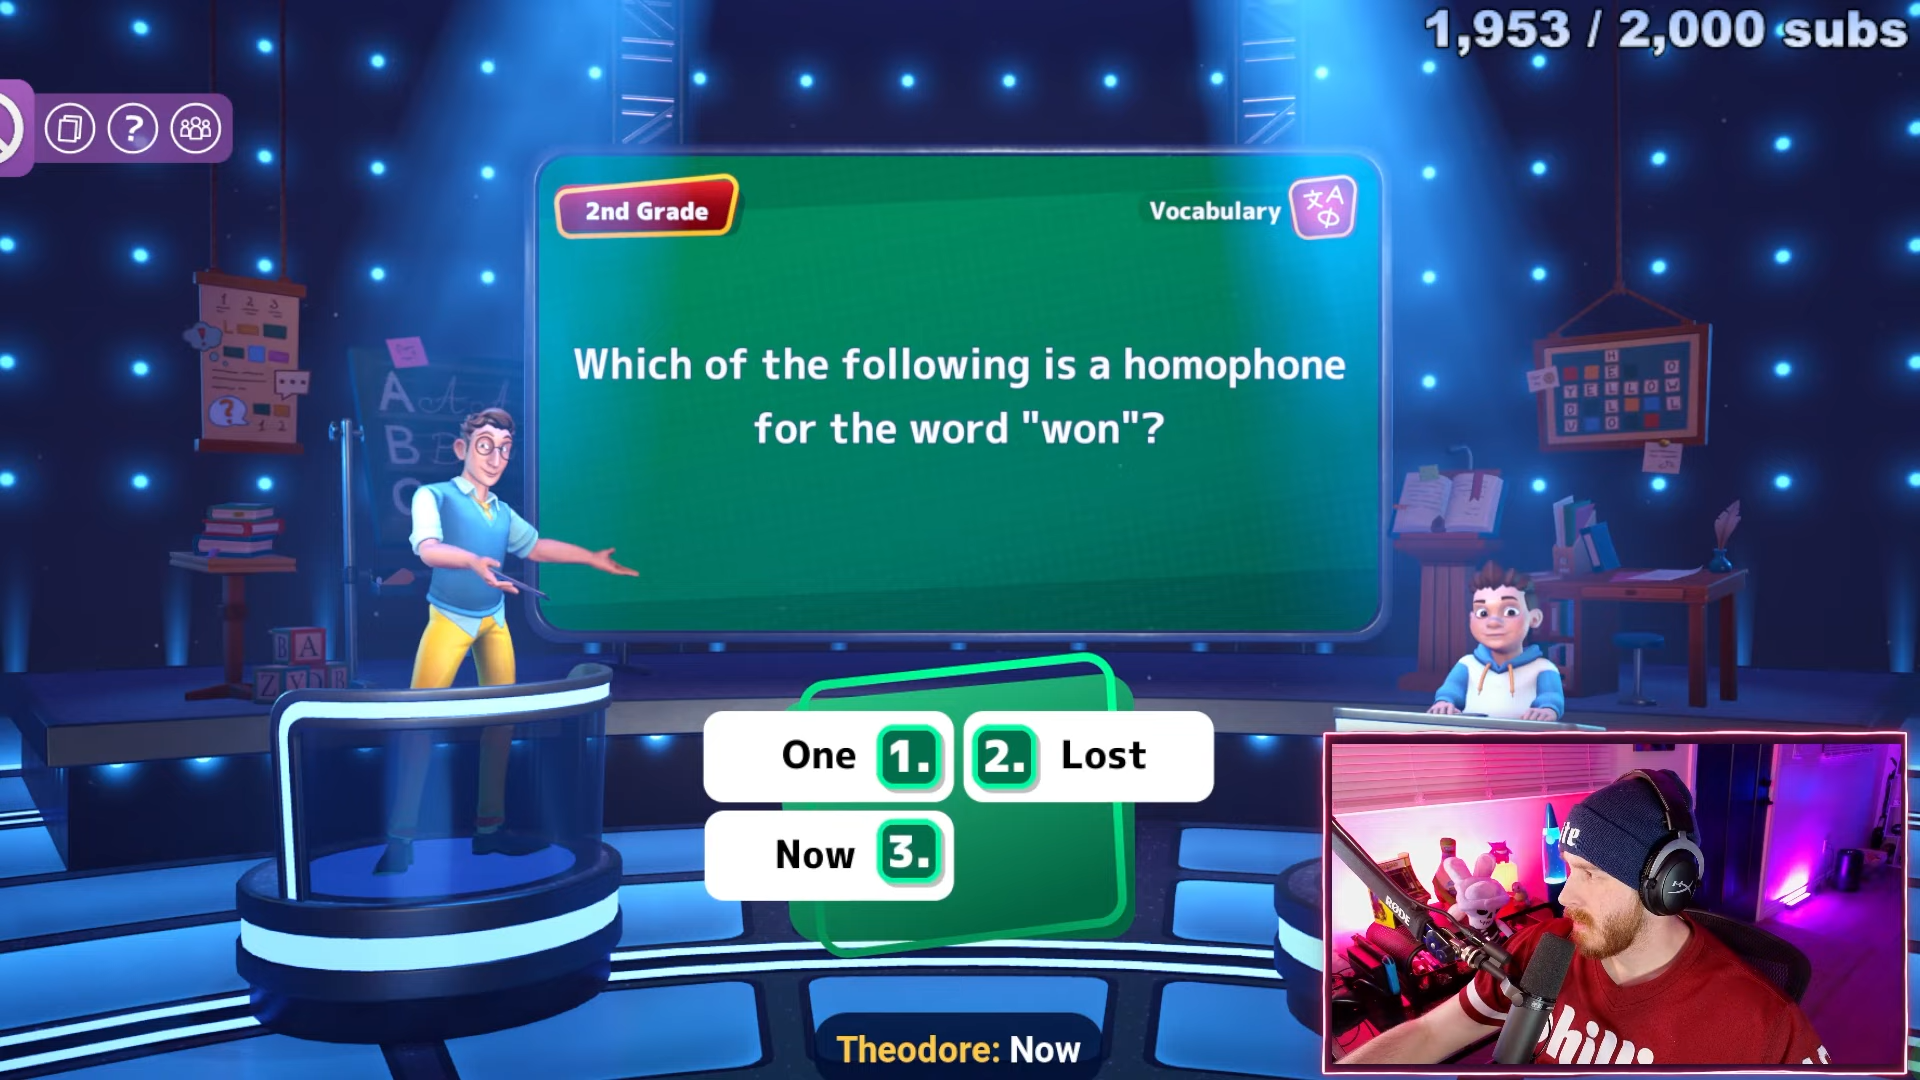 1,953 / 2,000 subs
?
2nd Grade
Vocabulary
Which of the following is a homophone
for the word "won"?
One 1.
2. Lost
Now 3.
Theodore: Now
A
B
RØDE